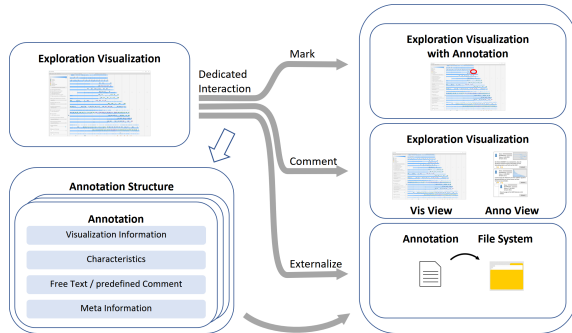 Exploration Visualization
Dedicated
Interaction
Mark
Comment
Externalize
Annotation Structure
Annotation
Visualization Information
Characteristics
Free Text / predefined Comment
Meta Information
Exploration Visualization
with Annotation
Exploration Visualization
Vis View
Anno View
Annotation
File System